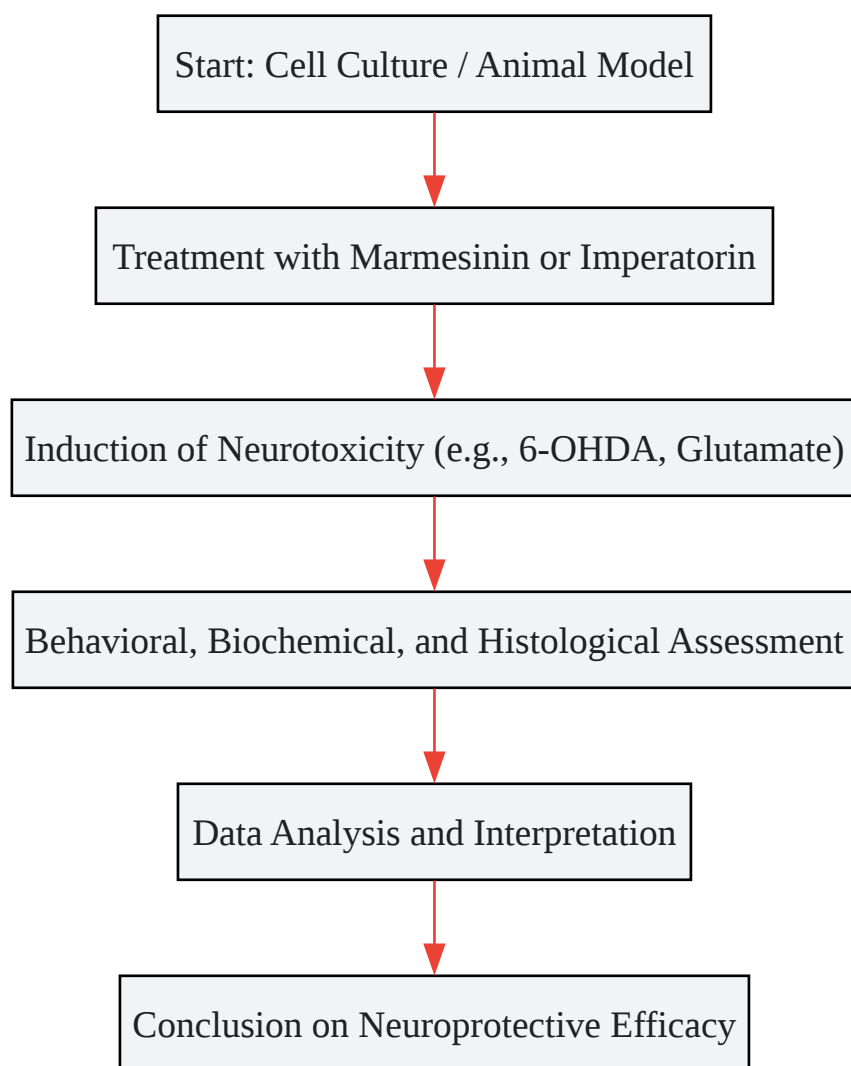 Start: Cell Culture / Animal Model
Treatment with Marmesinin or Imperatorin
Induction of Neurotoxicity (e.g., 6-OHDA, Glutamate)
Behavioral, Biochemical, and Histological Assessment
Data Analysis and Interpretation
Conclusion on Neuroprotective Efficacy